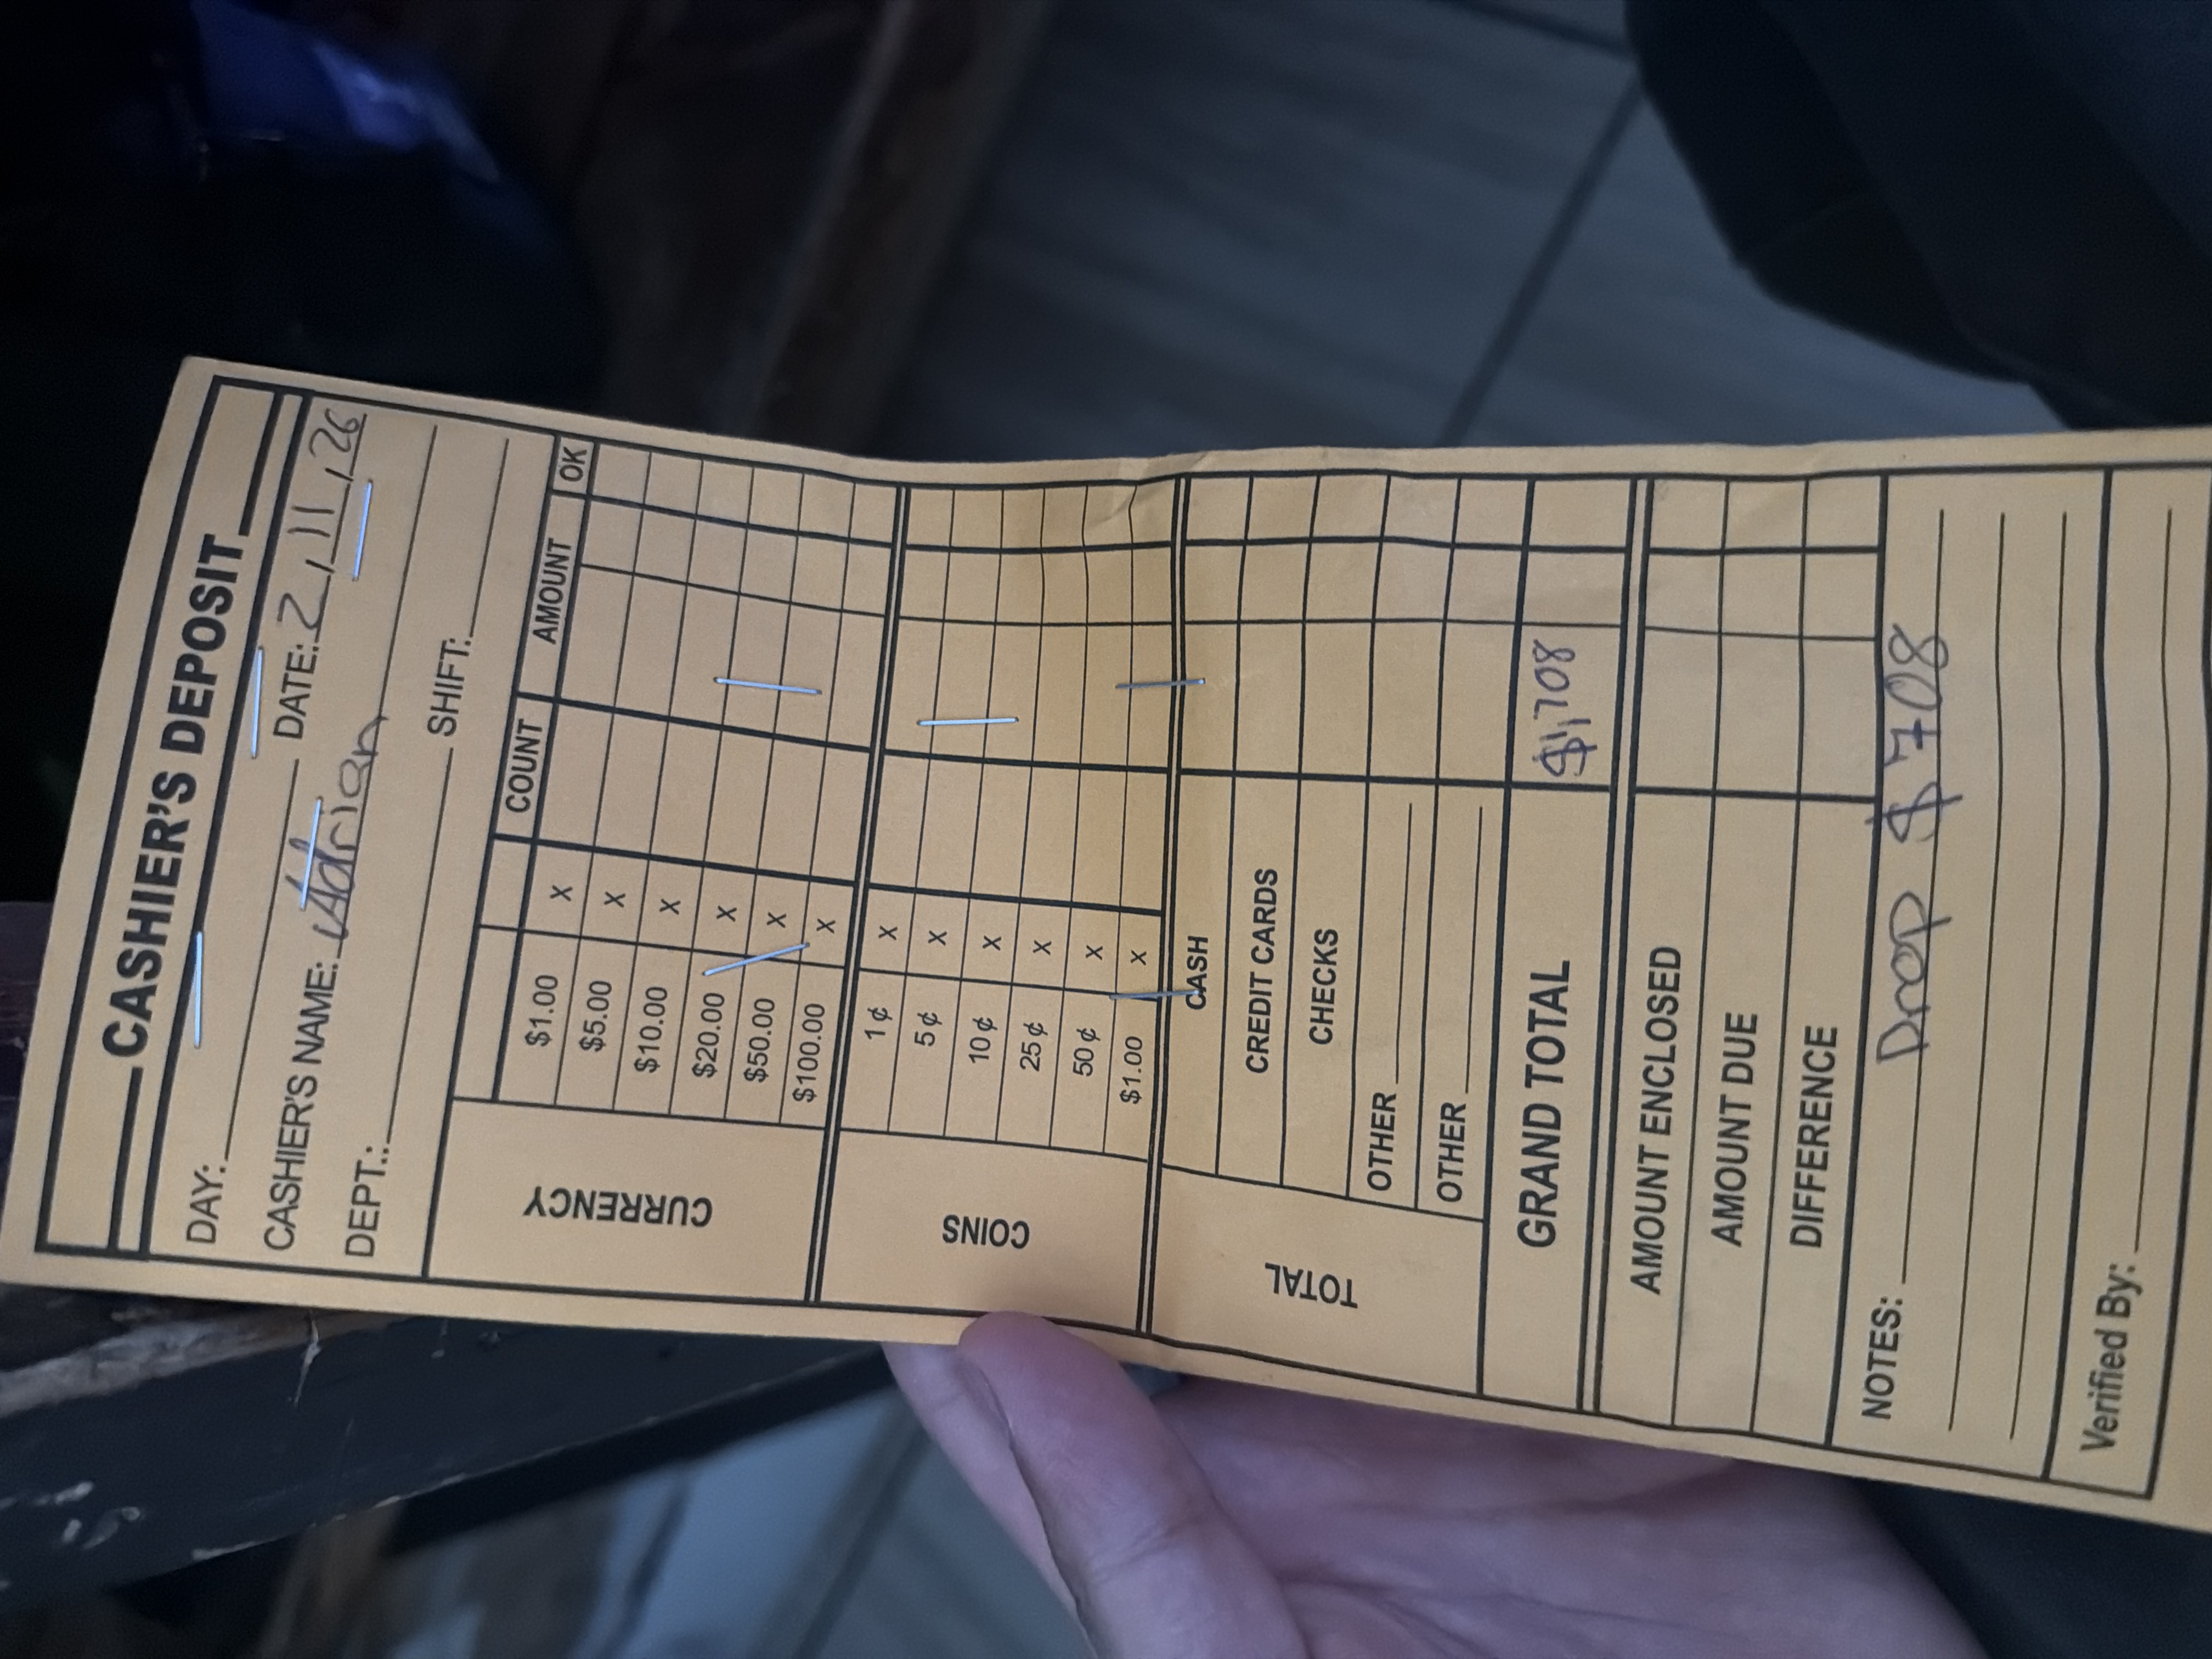 CASHIER'S DEPOSIT
DAY: DATE: 2, 11, 26
CASHIER'S NAME: Adrian
DEPT.: SHIFT:
COUNT AMOUNT OK
CURRENCY
$1.00 X
$5.00 X
$10.00 X
$20.00 X
$50.00 X
$100.00 X
COINS
1¢ X
5¢ X
10¢ X
25¢ X
50¢ X
$1.00 X
TOTAL
CASH
CREDIT CARDS
CHECKS
OTHER
OTHER
GRAND TOTAL $1,708
AMOUNT ENCLOSED
AMOUNT DUE
DIFFERENCE
NOTES: Drop $708
Verified By: